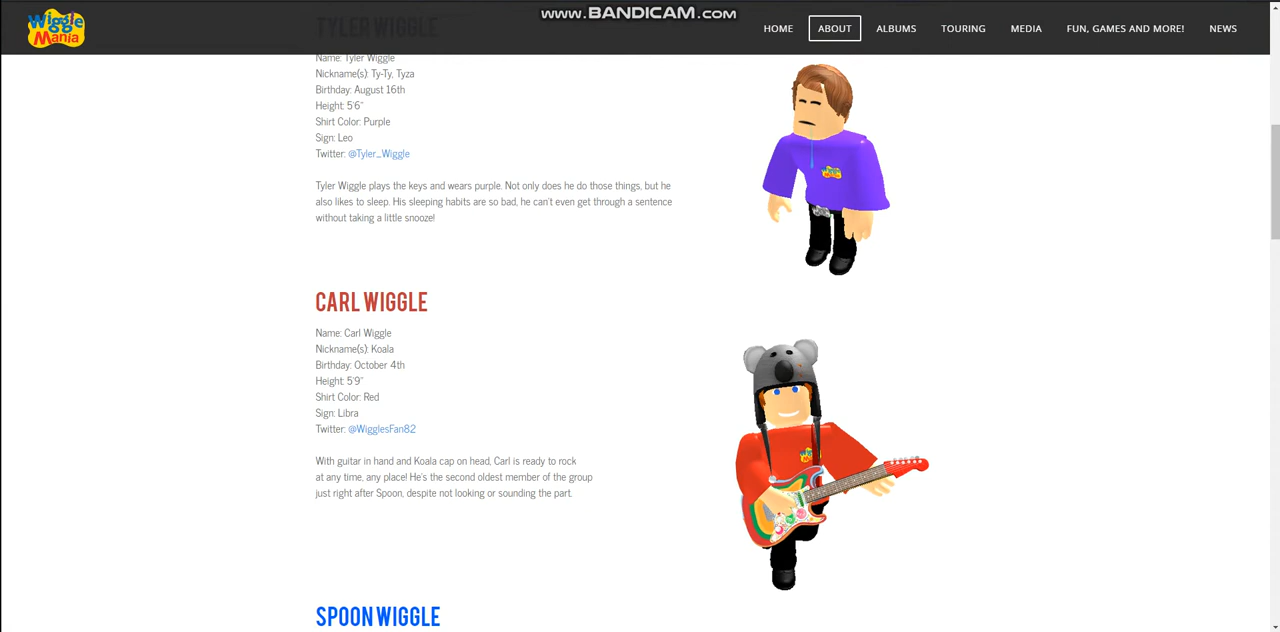 WWW.BANDICAM.COM
Wiggle
Mania
HOME
ABOUT
ALBUMS
TOURING
MEDIA
FUN, GAMES AND MORE!
NEWS
TYLER WIGGLE
Name: Tyler Wiggle
Nickname(s): Ty-Ty, Tyza
Birthday: August 16th
Height: 5'6"
Shirt Color: Purple
Sign: Leo
Twitter: @Tyler_Wiggle
Tyler Wiggle plays the keys and wears purple. Not only does he do those things, but he
also likes to sleep. His sleeping habits are so bad, he can't even get through a sentence
without taking a little snooze!
CARL WIGGLE
Name: Carl Wiggle
Nickname(s): Koala
Birthday: October 4th
Height: 5'9"
Shirt Color: Red
Sign: Libra
Twitter: @WigglesFan82
With guitar in hand and Koala cap on head, Carl is ready to rock
at any time, any place! He's the second oldest member of the group
just right after Spoon, despite not looking or sounding the part.
SPOON WIGGLE